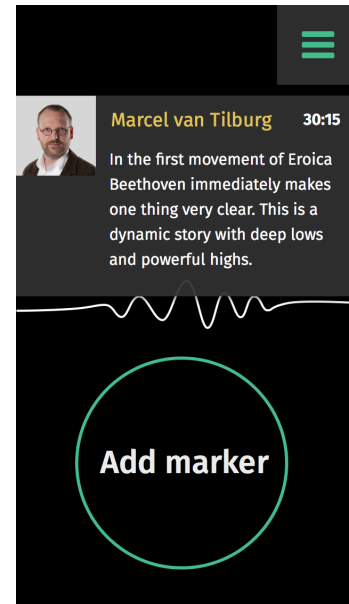 Marcel van Tilburg 30:15
In the first movement of Eroica
Beethoven immediately makes
one thing very clear. This is a
dynamic story with deep lows
and powerful highs.
Add marker